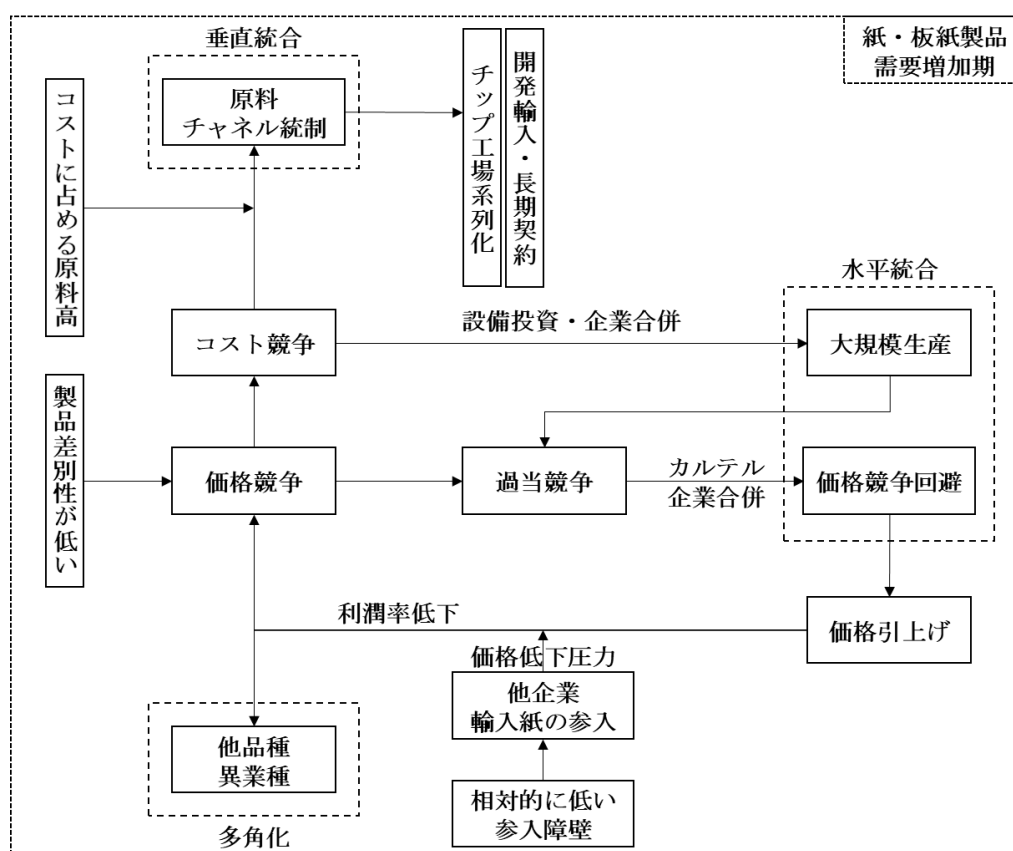 紙・板紙製品
需要増加期
垂直統合
原料
チャネル統制
チップ工場系列化
開発輸入・長期契約
コストに占める原料高
水平統合
コスト競争
設備投資・企業合併
大規模生産
製品差別性が低い
価格競争
過当競争
カルテル
企業合併
価格競争回避
利潤率低下
価格引上げ
価格低下圧力
他企業
輸入紙の参入
他品種
異業種
多角化
相対的に低い
参入障壁